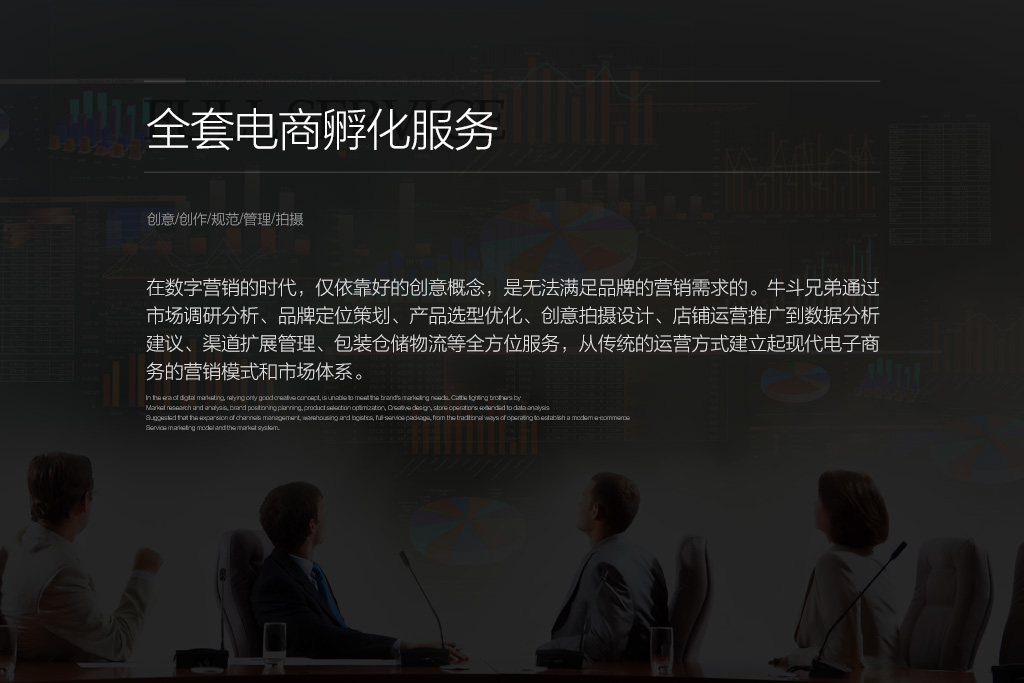 FULL SERVICE
全套电商孵化服务
创意/创作/规范/管理/拍摄
在数字营销的时代，仅依靠好的创意概念，是无法满足品牌的营销需求的。牛斗兄弟通过
市场调研分析、品牌定位策划、产品选型优化、创意拍摄设计、店铺运营推广到数据分析
建议、渠道扩展管理、包装仓储物流等全方位服务，从传统的运营方式建立起现代电子商
务的营销模式和市场体系。
In the era of digital marketing, relying only good creative concept, is unable to meet the brand's marketing needs. Cattle fighting brothers by
Market research and analysis, brand positioning planning, product selection optimization, Creative design, store operations extended to data analysis
Suggested that the expansion of channels management, warehousing and logistics, full-service package, from the traditional ways of operating to establish a modern e-commerce
Service marketing model and the market system.